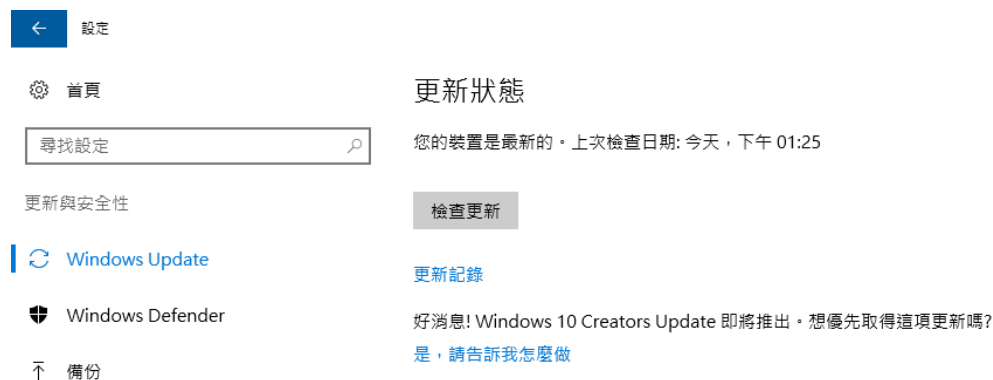 設定
首頁
尋找設定
更新與安全性
Windows Update
Windows Defender
備份
更新狀態
您的裝置是最新的。上次檢查日期: 今天，下午 01:25
檢查更新
更新記錄
好消息! Windows 10 Creators Update 即將推出。想優先取得這項更新嗎?
是，請告訴我怎麼做